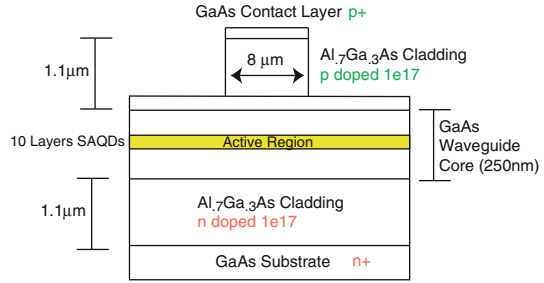 GaAs Contact Layer p+
1.1μm
8 μm
Al.7Ga.3As Cladding
p doped 1e17
10 Layers SAQDs
Active Region
GaAs
Waveguide
Core (250nm)
1.1μm
Al.7Ga.3As Cladding
n doped 1e17
GaAs Substrate n+